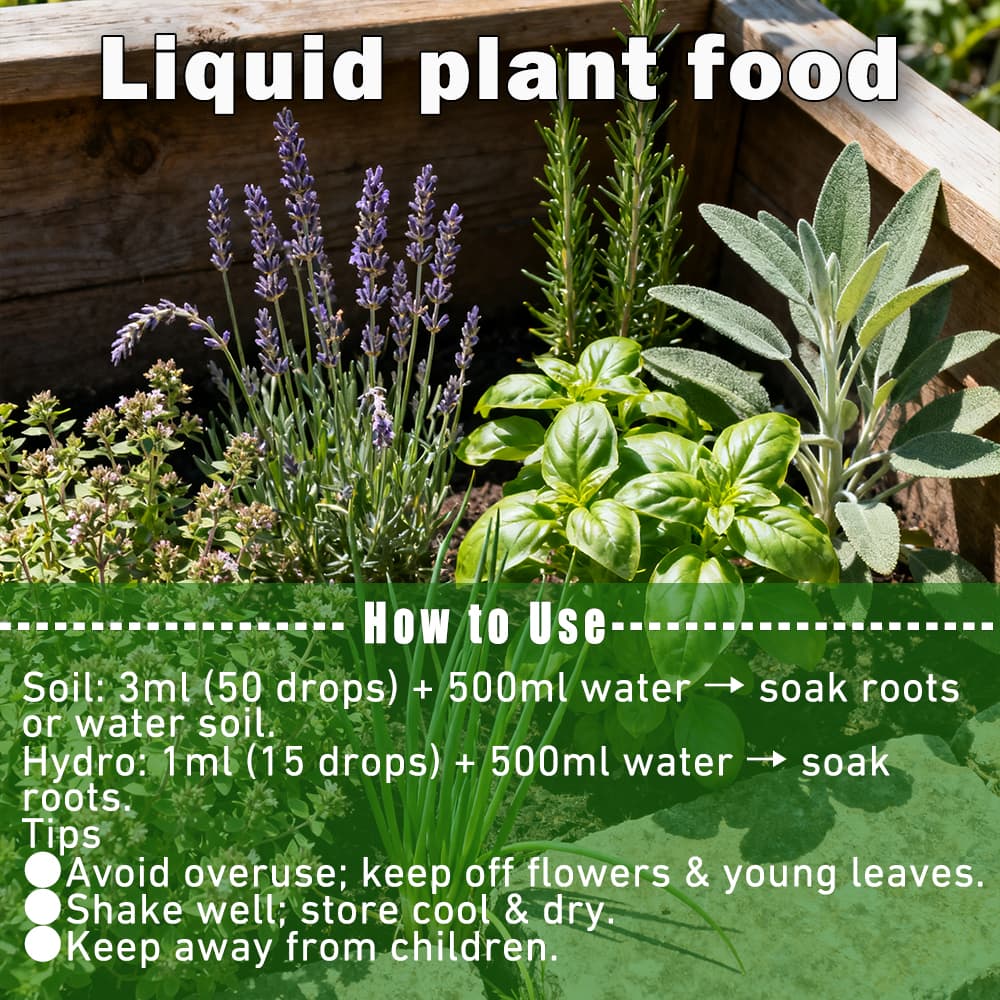 Liquid plant food
How to Use
Soil: 3ml (50 drops) + 500ml water → soak roots
or water soil.
Hydro: 1ml (15 drops) + 500ml water → soak
roots.
Tips
●Avoid overuse; keep off flowers & young leaves.
●Shake well; store cool & dry.
●Keep away from children.